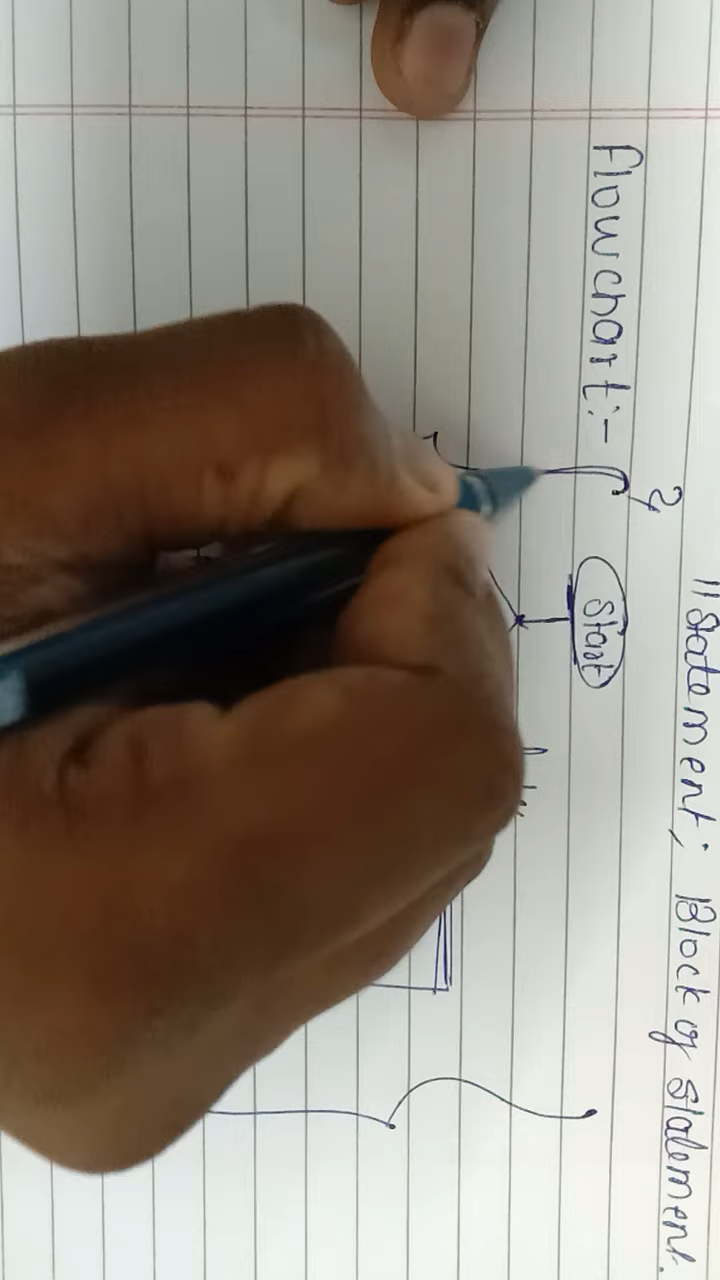 // Statement; Block of Statement.
}
Flowchart:-
Start